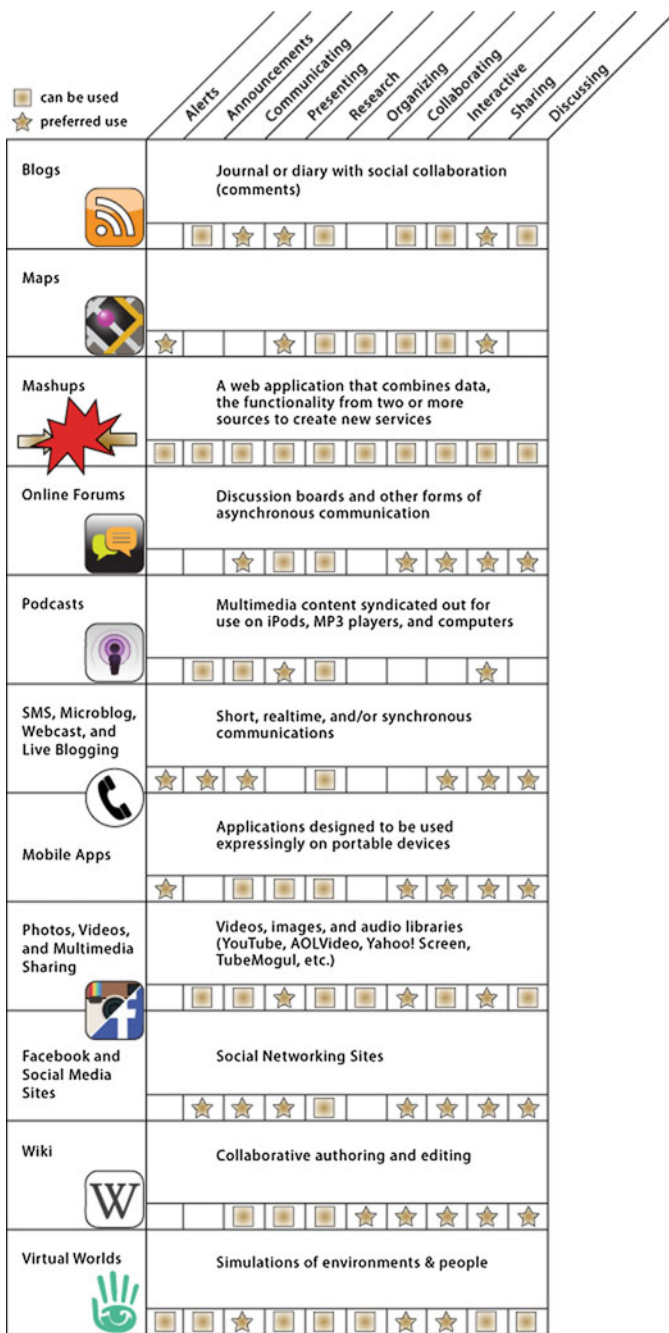 Alerts
Announcements
Communicating
Presenting
Research
Organizing
Collaborating
Interactive
Sharing
Discussing
can be used
preferred use
Blogs
Journal or diary with social collaboration
(comments)
Maps
Mashups
A web application that combines data,
the functionality from two or more
sources to create new services
Online Forums
Discussion boards and other forms of
asynchronous communication
Podcasts
Multimedia content syndicated out for
use on iPods, MP3 players, and computers
SMS, Microblog,
Webcast, and
Live Blogging
Short, realtime, and/or synchronous
communications
Mobile Apps
Applications designed to be used
expressingly on portable devices
Photos, Videos,
and Multimedia
Sharing
Videos, images, and audio libraries
(YouTube, AOLVideo, Yahoo! Screen,
TubeMogul, etc.)
f
Facebook and
Social Media
Sites
Social Networking Sites
Wiki
W
Collaborative authoring and editing
Virtual Worlds
Simulations of environments & people